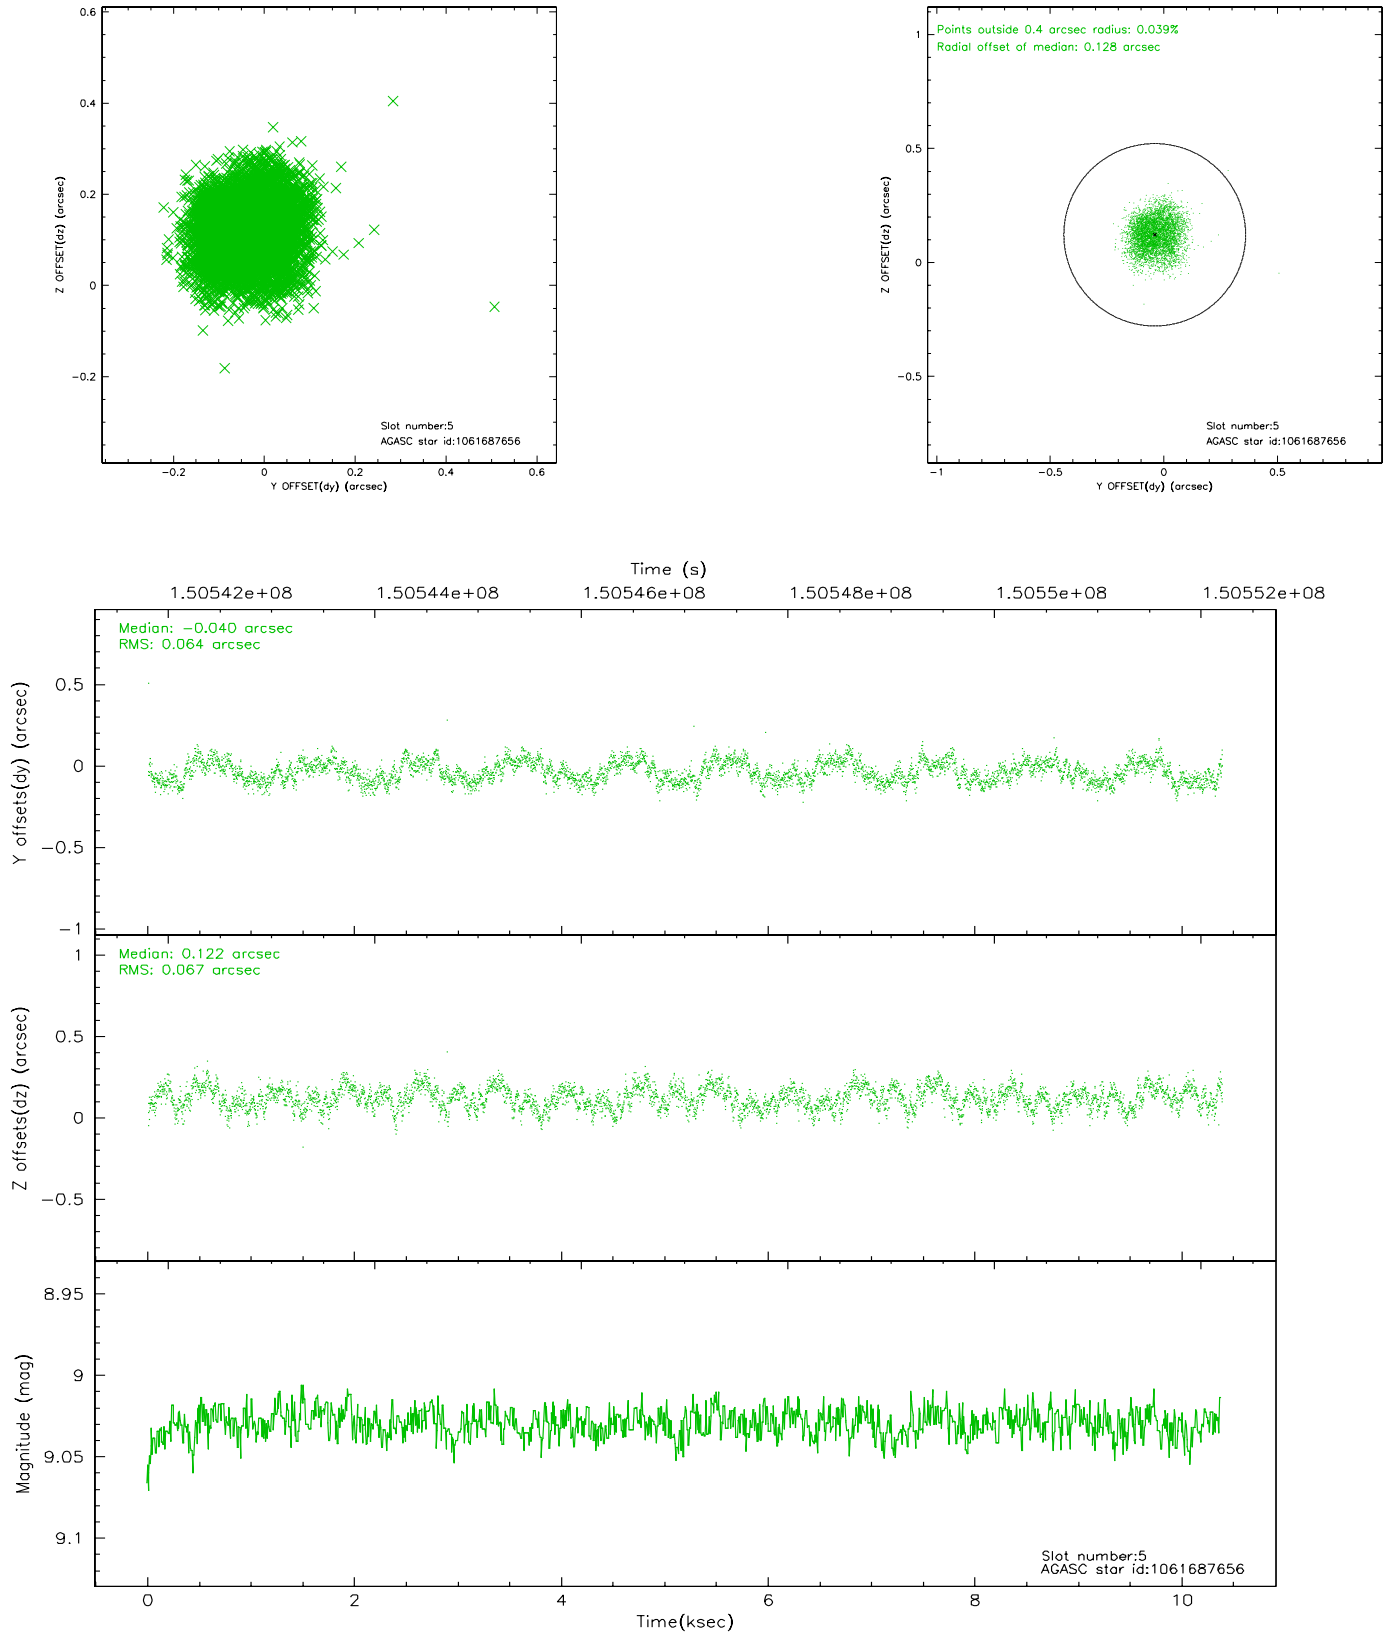 0.6
0.4
0.2
0
−0.2
Z OFFSET(dz) (arcsec)
−0.2 0 0.2 0.4 0.6
Y OFFSET(dy) (arcsec)
Slot number:5
AGASC star id:1061687656
Points outside 0.4 arcsec radius: 0.039%
Radial offset of median: 0.128 arcsec
1
0.5
0
−0.5
Z OFFSET(dz) (arcsec)
−1 −0.5 0 0.5
Y OFFSET(dy) (arcsec)
Slot number:5
AGASC star id:1061687656
Time (s)
1.50542e+08 1.50544e+08 1.50546e+08 1.50548e+08 1.5055e+08 1.50552e+08
Median: −0.040 arcsec
RMS: 0.064 arcsec
0.5
0
−0.5
−1
Y offsets(dy) (arcsec)
Median: 0.122 arcsec
RMS: 0.067 arcsec
1
0.5
0
−0.5
Z offsets(dz) (arcsec)
8.95
9
9.05
9.1
Magnitude (mag)
Slot number:5
AGASC star id:1061687656
0 2 4 6 8 10
Time(ksec)